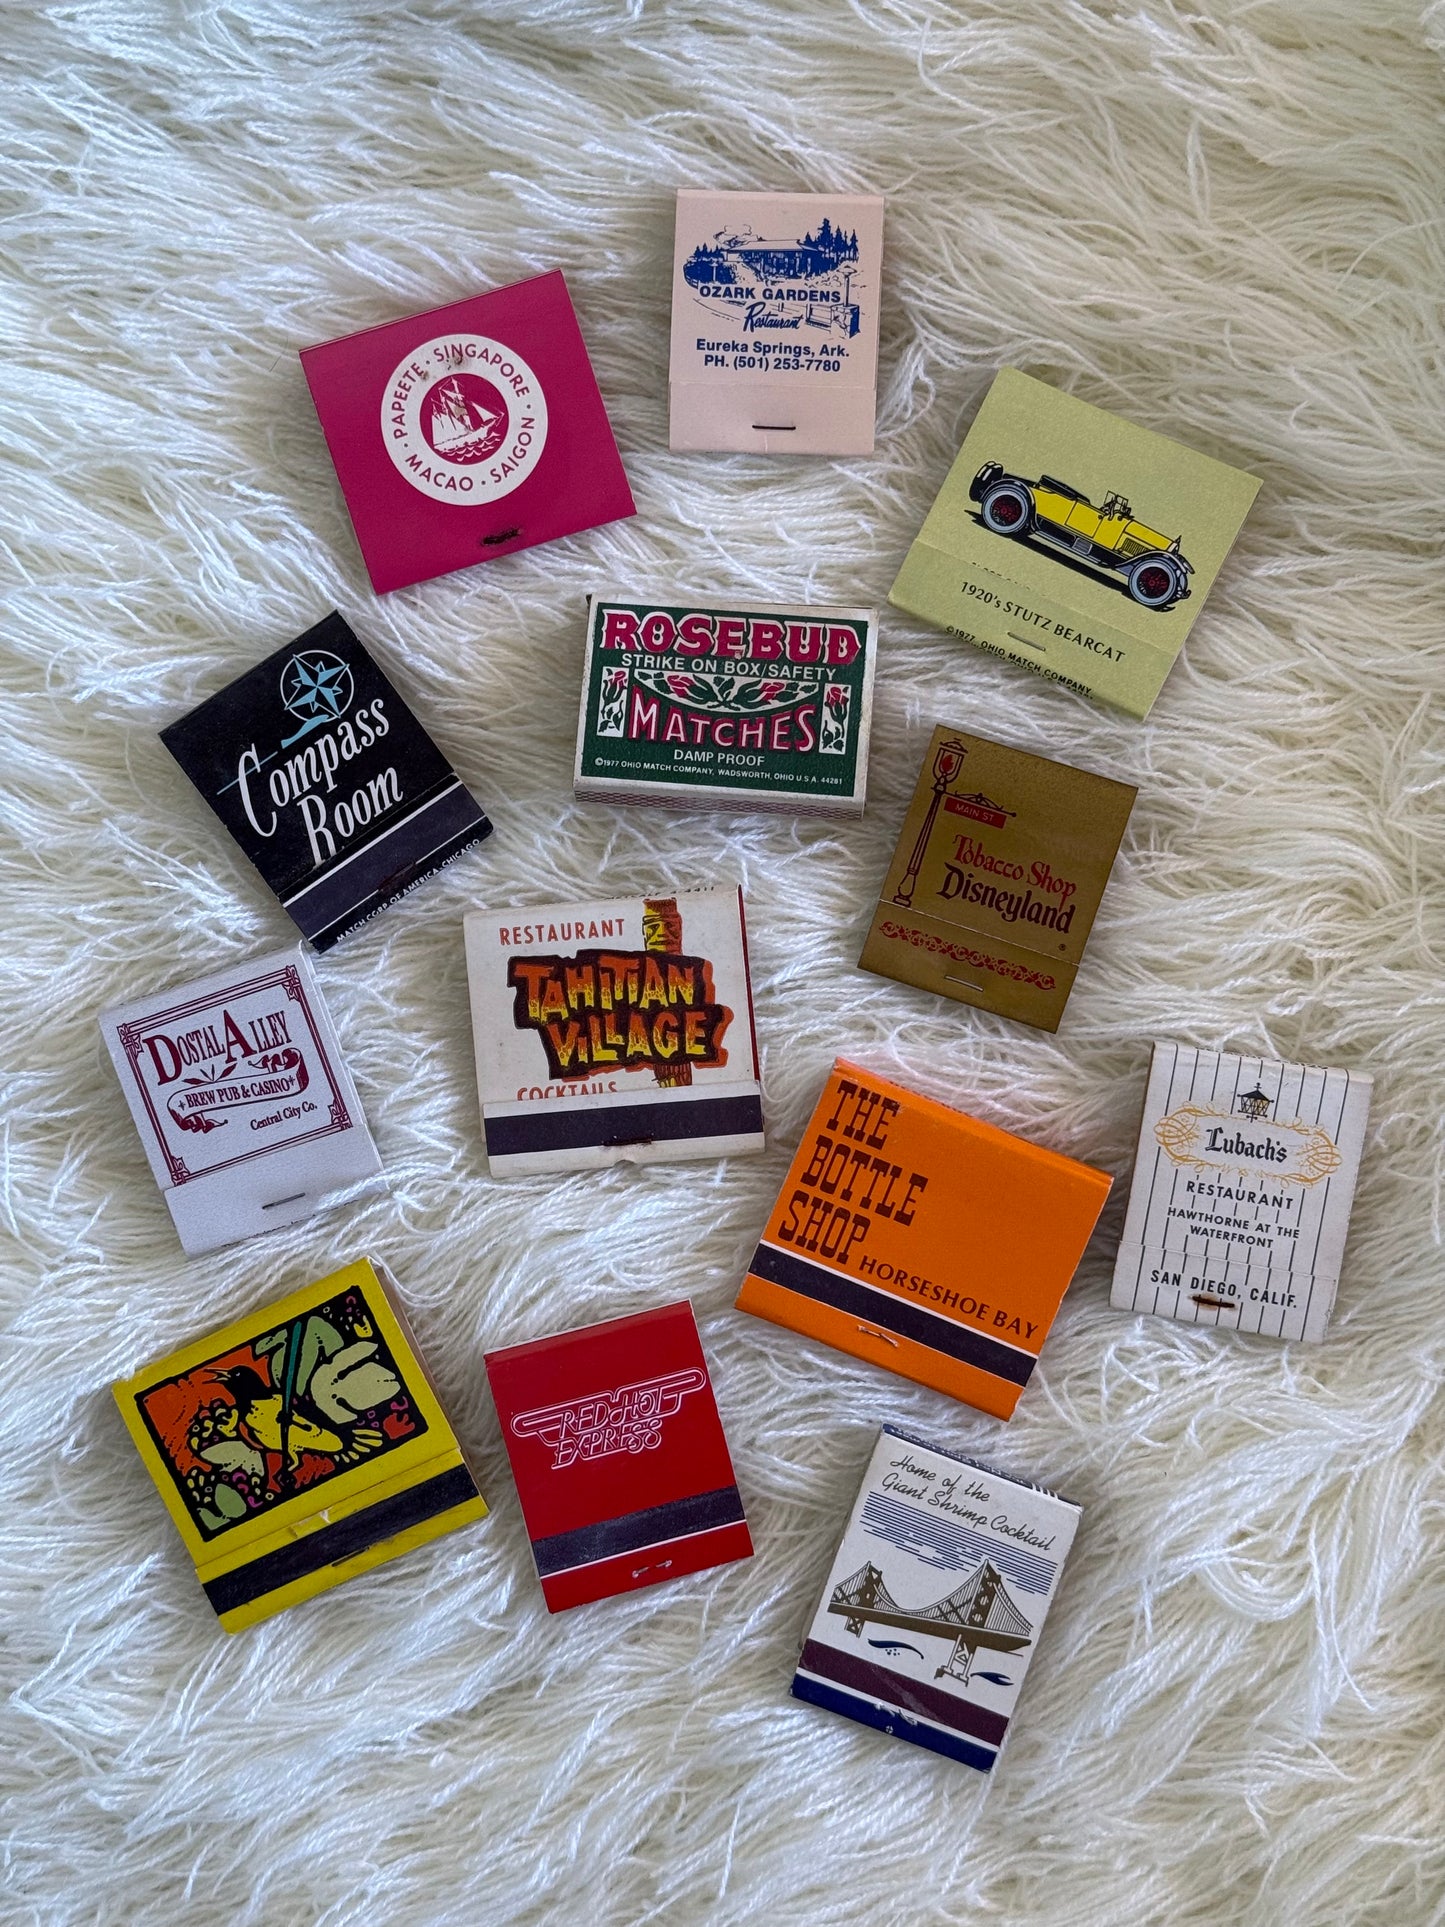 OZARK GARDENS
Restaurant
Eureka Springs, Ark.
PH. (501) 253-7780
PAPEETE · SINGAPORE ·
MACAO · SAIGON ·
1920's STUTZ BEARCAT
©1977 OHIO MATCH COMPANY,
ROSEBUD
STRIKE ON BOX/SAFETY
MATCHES
DAMP PROOF
©1977 OHIO MATCH COMPANY, WADSWORTH, OHIO U.S.A. 44281
Compass
Room
MATCH CORP. OF AMERICA, CHICAGO
MAIN ST
Tobacco Shop
Disneyland
®
RESTAURANT
TAHITIAN
VILLAGE
COCKTAILS
DOSTAL ALLEY
BREW PUB & CASINO
Central City Co.
THE
BOTTLE
SHOP HORSESHOE BAY
Lubach's
RESTAURANT
HAWTHORNE AT THE
WATERFRONT
SAN DIEGO, CALIF.
RED HOT
EXPRESS
Home of the
Giant Shrimp Cocktail